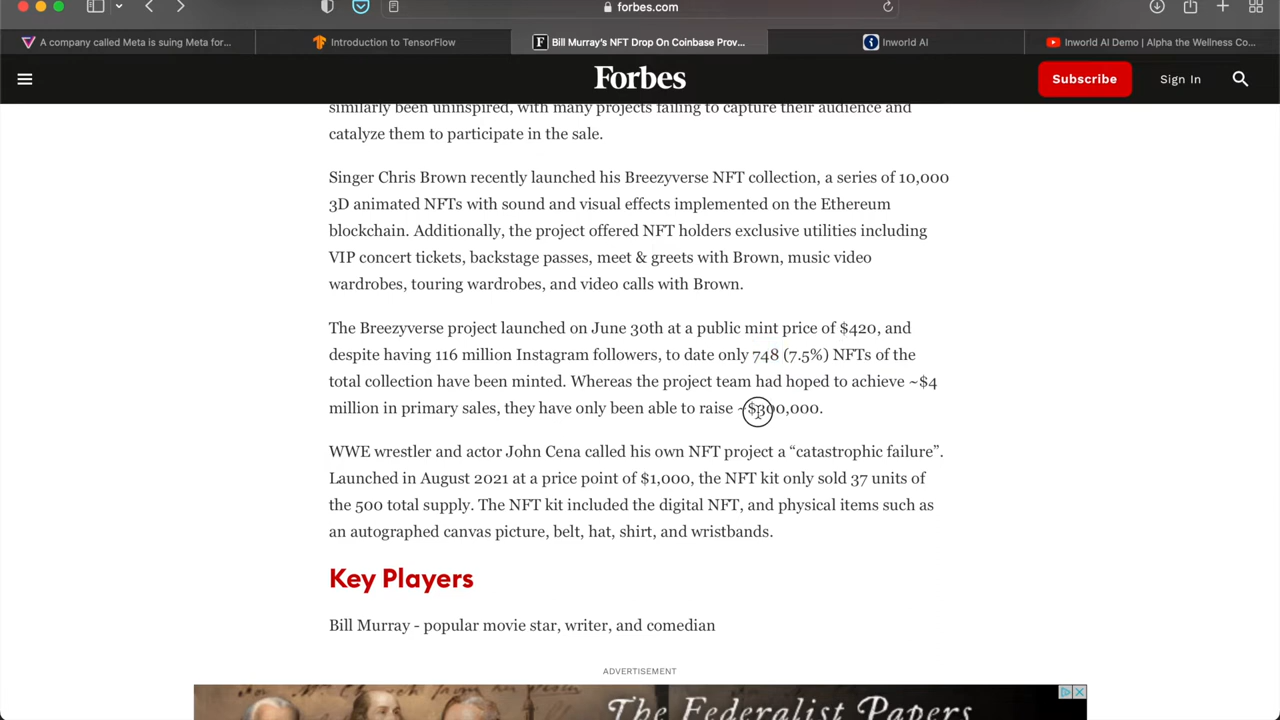 forbes.com
A company called Meta is suing Meta for...
Introduction to TensorFlow
F Bill Murray's NFT Drop On Coinbase Prov...
Inworld AI
Inworld AI Demo | Alpha the Wellness Co...
Forbes
Subscribe
Sign In
similarly been uninspired, with many projects failing to capture their audience and
catalyze them to participate in the sale.
Singer Chris Brown recently launched his Breezyverse NFT collection, a series of 10,000
3D animated NFTs with sound and visual effects implemented on the Ethereum
blockchain. Additionally, the project offered NFT holders exclusive utilities including
VIP concert tickets, backstage passes, meet & greets with Brown, music video
wardrobes, touring wardrobes, and video calls with Brown.
The Breezyverse project launched on June 30th at a public mint price of $420, and
despite having 116 million Instagram followers, to date only 748 (7.5%) NFTs of the
total collection have been minted. Whereas the project team had hoped to achieve ~$4
million in primary sales, they have only been able to raise ~$300,000.
WWE wrestler and actor John Cena called his own NFT project a “catastrophic failure”.
Launched in August 2021 at a price point of $1,000, the NFT kit only sold 37 units of
the 500 total supply. The NFT kit included the digital NFT, and physical items such as
an autographed canvas picture, belt, hat, shirt, and wristbands.
Key Players
Bill Murray - popular movie star, writer, and comedian
ADVERTISEMENT
The Federalist Papers